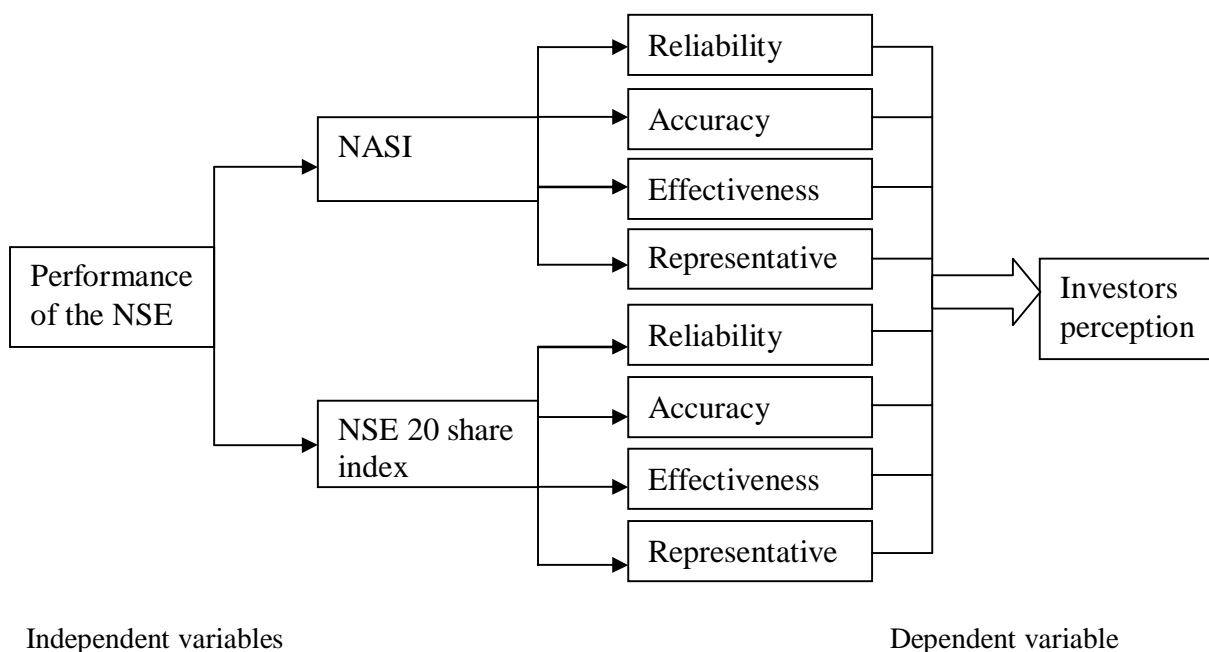 Reliability
Accuracy
NASI
Effectiveness
Representative
Performance
of the NSE
Investors
perception
Reliability
Accuracy
NSE 20 share
index
Effectiveness
Representative
Independent variables
Dependent variable